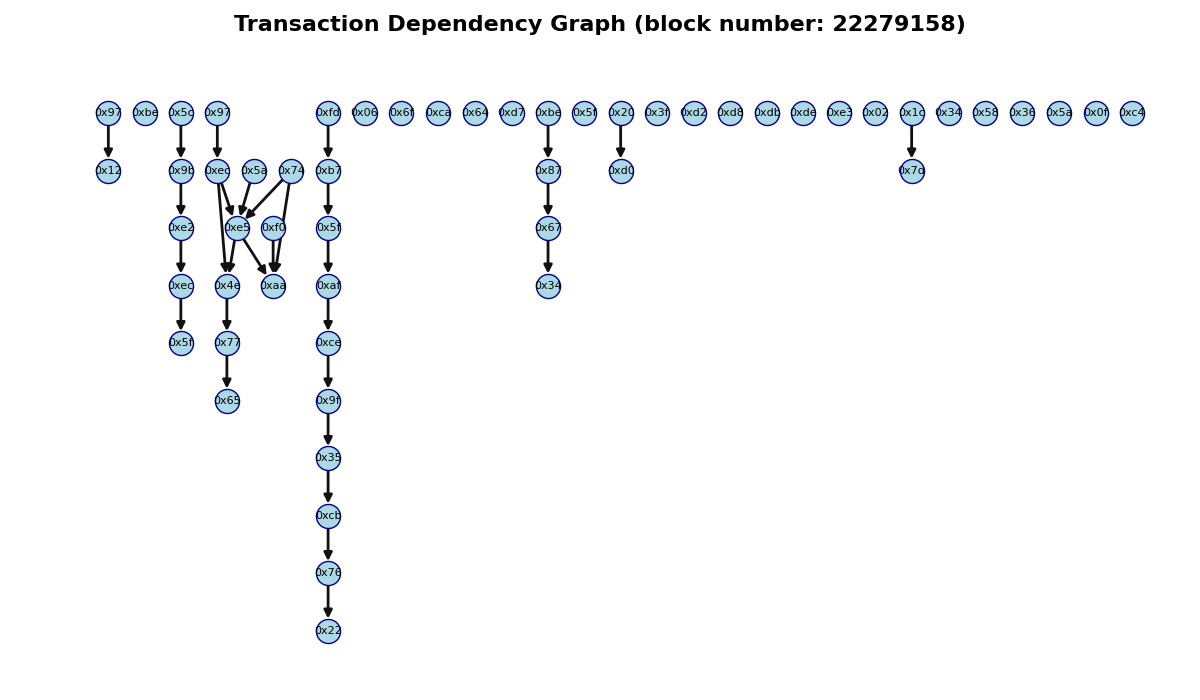 Transaction Dependency Graph (block number: 22279158)
0x97 0xbe 0x5c 0x97 0xfd 0x06 0x6f 0xca 0x64 0xd7 0xbe 0x5f 0x20 0x3f 0xd2 0xd8 0xdb 0xde 0xe3 0x02 0x1c 0x34 0x58 0x36 0x5a 0x0f 0xc4
0x12 0x9b 0xec 0x5a 0x74 0xb7 0x87 0xd0 0x7d
0xe2 0xe5 0xf0 0x5f 0x67
0xec 0x4e 0xaa 0xaf 0x34
0x5f 0x77 0xce
0x65 0x9f
0x35
0xcb
0x76
0x22